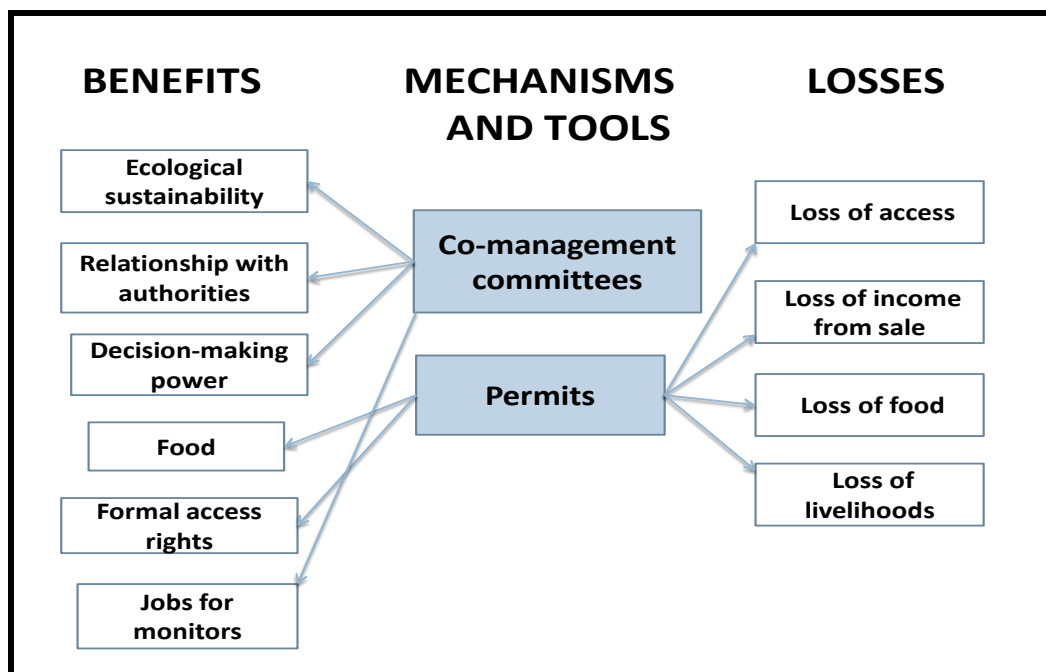 BENEFITS
MECHANISMS
AND TOOLS
LOSSES
Ecological
sustainability
Relationship with
authorities
Decision-making
power
Food
Formal access
rights
Jobs for
monitors
Co-management
committees
Permits
Loss of access
Loss of income
from sale
Loss of food
Loss of
livelihoods